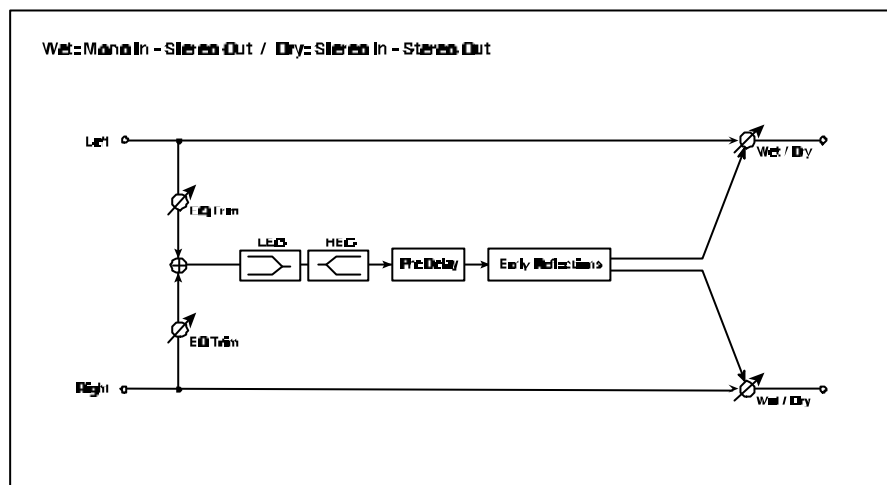 Wet: Mono In - Stereo Out / Dry: Stereo In - Stereo Out
Left
Wet / Dry
EQ Trim
LEQ HEQ
Pre Delay Early Reflections
EQ Trim
Right
Wet / Dry